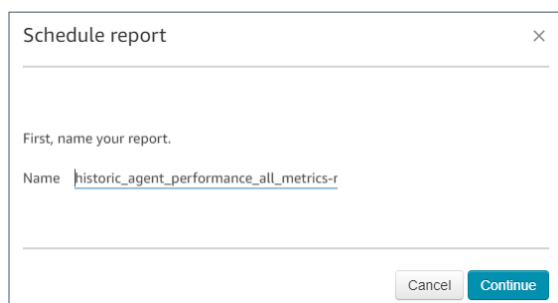 Schedule report
First, name your report.
Name historic_agent_performance_all_metrics-r
Cancel Continue